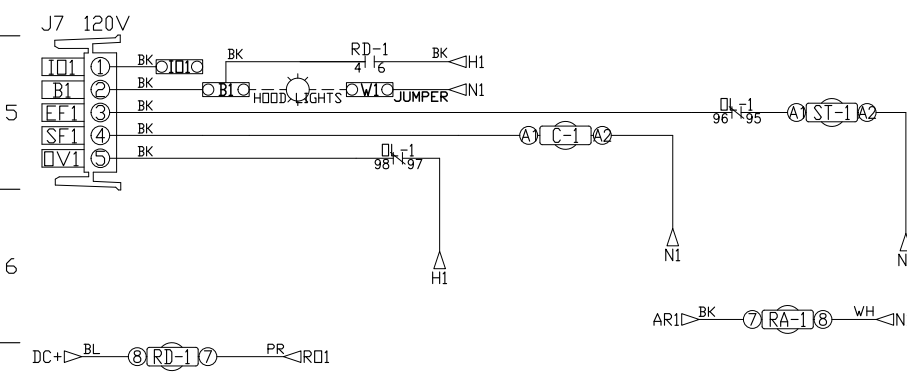 J7 120V
IO1 1 BK IO1
BK RD-1 4 6 BK H1
B1 2 BK B1 HOOD LIGHTS W1 JUMPER N1
5
EF1 3 BK OL-1 96 95 A1 ST-1 A2
SF1 4 BK A1 C-1 A2
OV1 5 BK OL-1 98 97
N1
N
6
H1
AR1 BK 7 RA-1 8 WH N
DC+ BL 8 RD-1 7 PR RO1